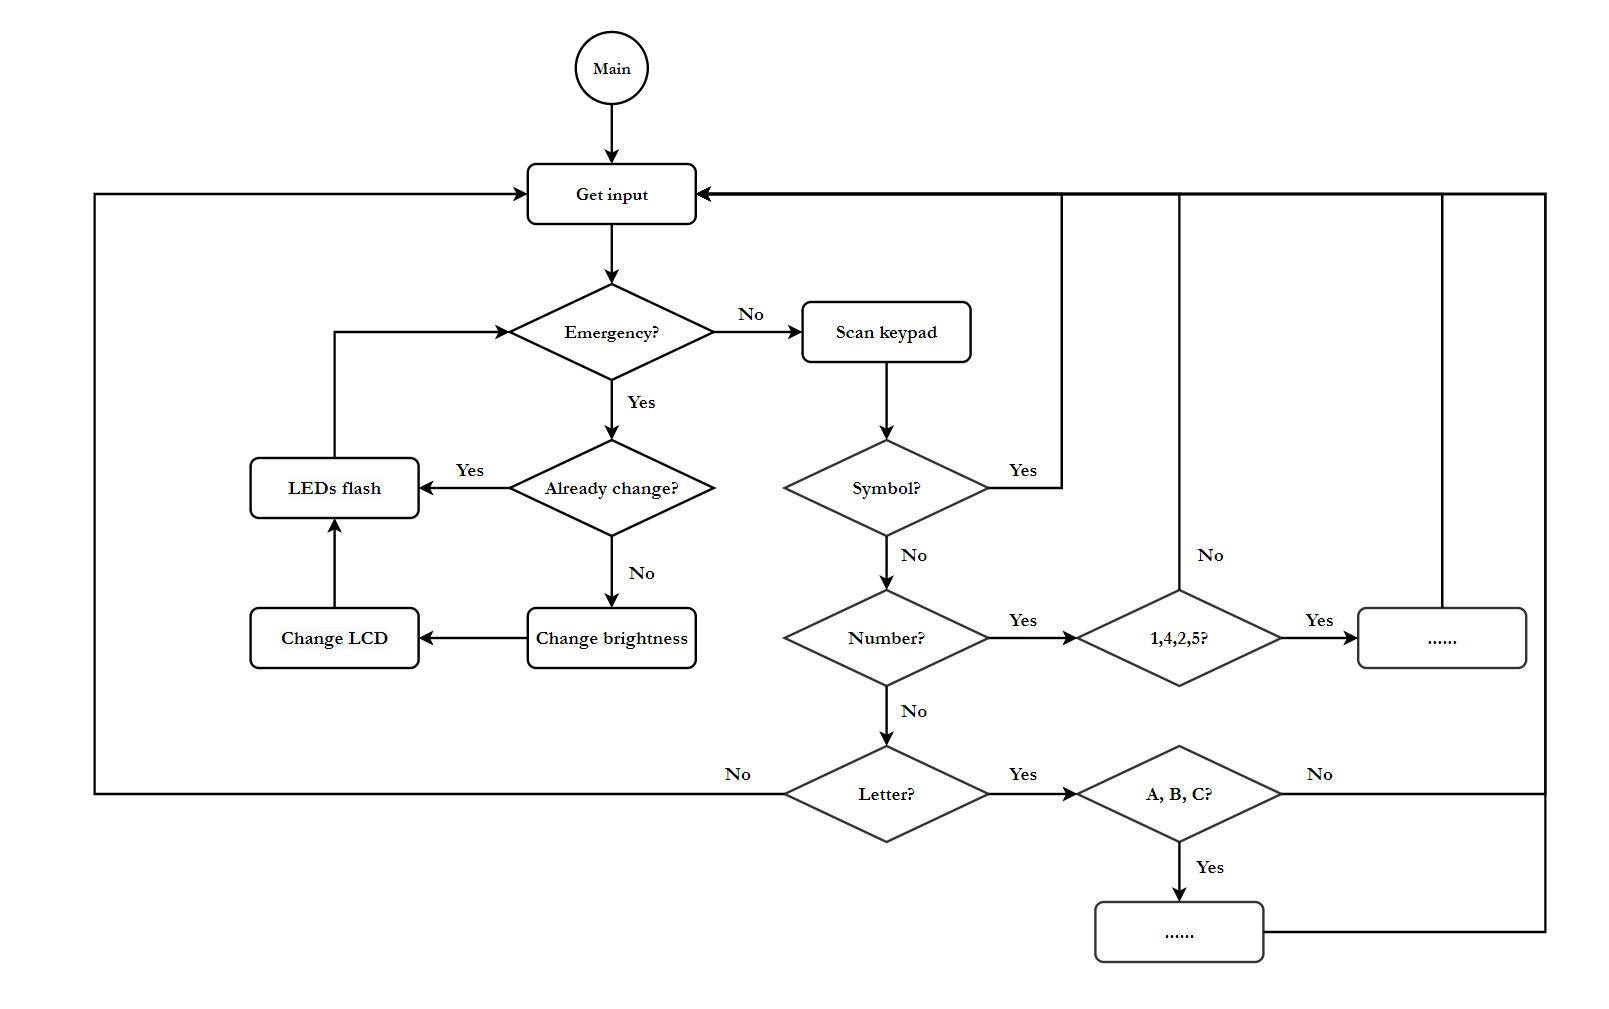 Main
Get input
Emergency?
No
Scan keypad
Yes
LEDs flash
Yes
Already change?
Symbol?
Yes
No
No
No
Change LCD
Change brightness
Number?
Yes
1,4,2,5?
Yes
......
No
No
Letter?
Yes
A, B, C?
No
Yes
......